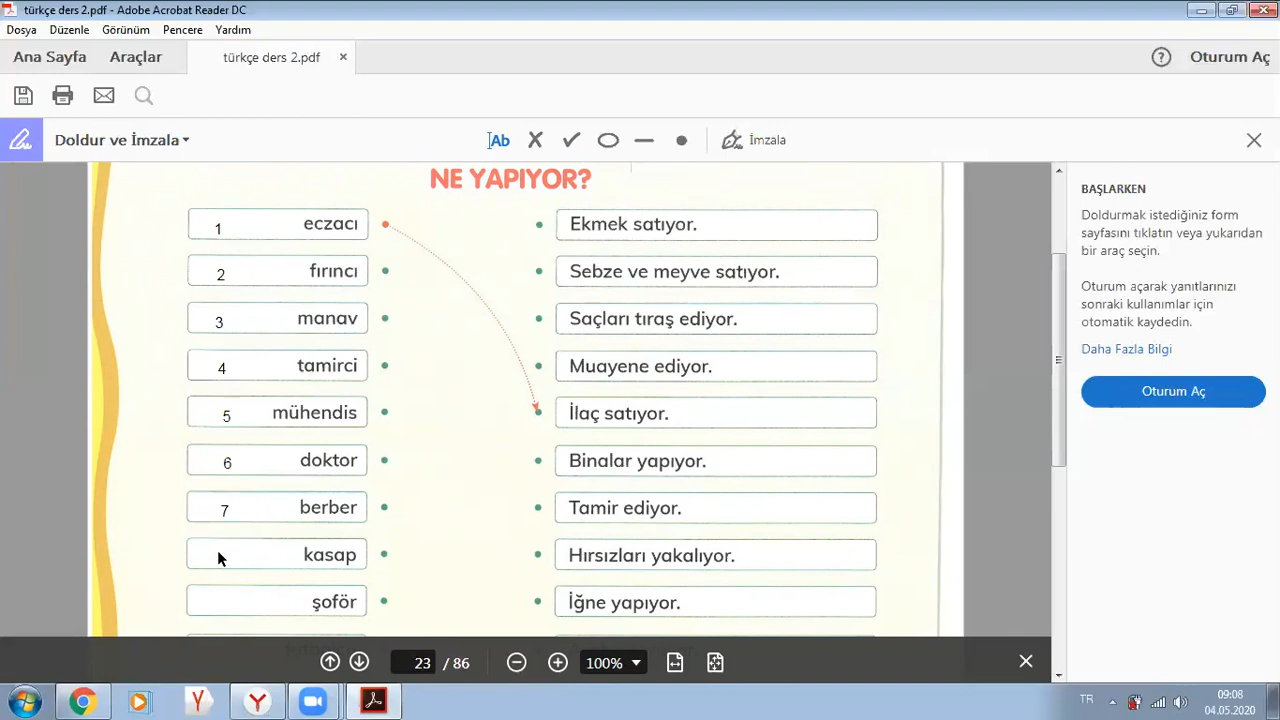 türkçe ders 2.pdf - Adobe Acrobat Reader DC
Dosya Düzenle Görünüm Pencere Yardım
Ana Sayfa Araçlar türkçe ders 2.pdf × ? Oturum Aç
Doldur ve İmzala Ab İmzala
NE YAPIYOR?
1 eczacı Ekmek satıyor.
2 fırıncı Sebze ve meyve satıyor.
3 manav Saçları tıraş ediyor.
4 tamirci Muayene ediyor.
5 mühendis İlaç satıyor.
6 doktor Binalar yapıyor.
7 berber Tamir ediyor.
kasap Hırsızları yakalıyor.
şoför İğne yapıyor.
BAŞLARKEN
Doldurmak istediğiniz form
sayfasını tıklatın veya yukarıdan
bir araç seçin.
Oturum açarak yanıtlarınızı
sonraki kullanımlar için
otomatik kaydedin.
Daha Fazla Bilgi
Oturum Aç
23 / 86 100%
TR 09:08
04.05.2020